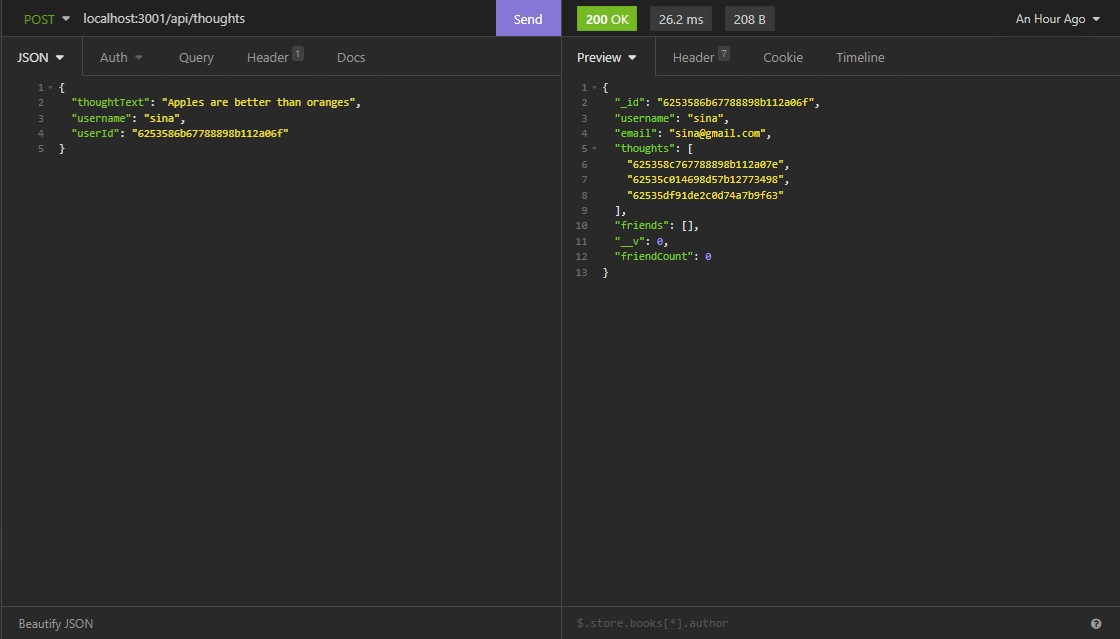 POST localhost:3001/api/thoughts Send 200 OK 26.2 ms 208 B An Hour Ago
JSON Auth Query Header 1 Docs
1 {
2 "thoughtText": "Apples are better than oranges",
3 "username": "sina",
4 "userId": "6253586b67788898b112a06f"
5 }
Beautify JSON
Preview Header 7 Cookie Timeline
1 {
2 "_id": "6253586b67788898b112a06f",
3 "username": "sina",
4 "email": "sina@gmail.com",
5 "thoughts": [
6 "625358c767788898b112a07e",
7 "62535c014698d57b12773498",
8 "62535df91de2c0d74a7b9f63"
9 ],
10 "friends": [],
11 "__v": 0,
12 "friendCount": 0
13 }
$.store.books[*].author
?